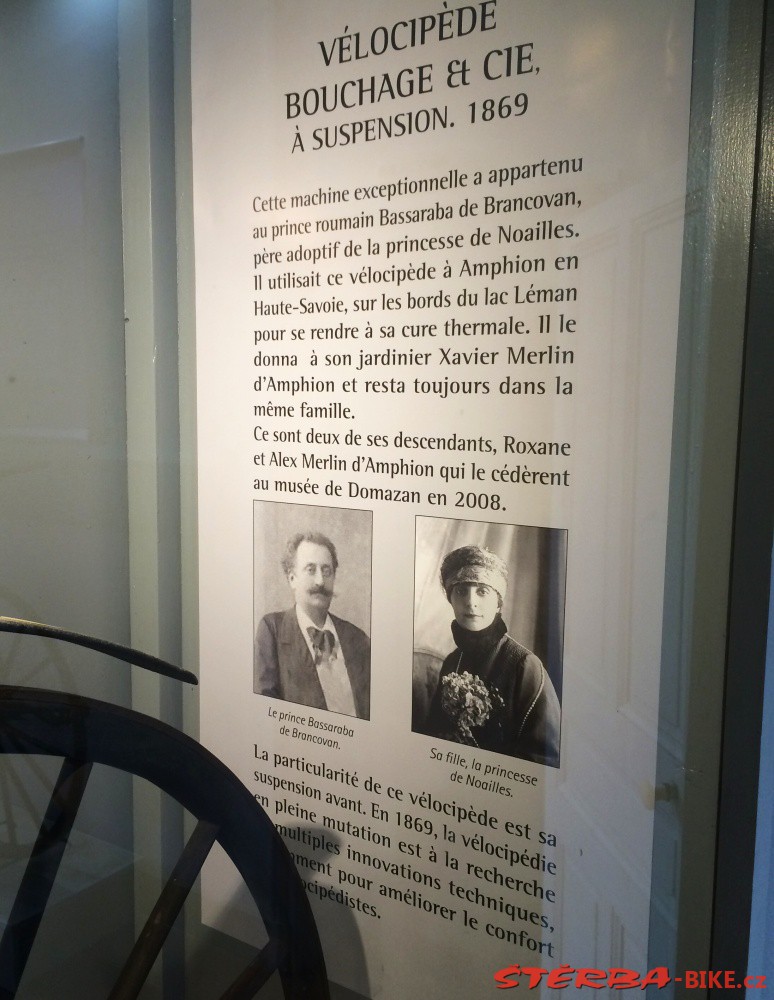 VÉLOCIPÈDE
BOUCHAGE & CIE,
À SUSPENSION. 1869
Cette machine exceptionnelle a appartenu
au prince roumain Bassaraba de Brancovan,
père adoptif de la princesse de Noailles.
Il utilisait ce vélocipède à Amphion en
Haute-Savoie, sur les bords du lac Léman
pour se rendre à sa cure thermale. Il le
donna à son jardinier Xavier Merlin
d'Amphion et resta toujours dans la
même famille.
Ce sont deux de ses descendants, Roxane
et Alex Merlin d'Amphion qui le cédèrent
au musée de Domazan en 2008.
Le prince Bassaraba
de Brancovan.
Sa fille, la princesse
de Noailles.
La particularité de ce vélocipède est sa
suspension avant. En 1869, la vélocipédie
en pleine mutation est à la recherche
multiples innovations techniques,
pour améliorer le confort
STERBA-BIKE.cz